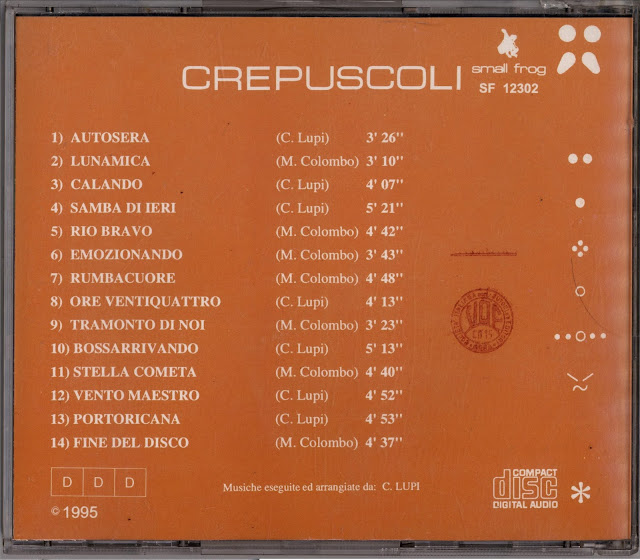 CREPUSCOLI
small frog
SF 12302
1) AUTOSERA (C. Lupi) 3' 26''
2) LUNAMICA (M. Colombo) 3' 10''
3) CALANDO (C. Lupi) 4' 07''
4) SAMBA DI IERI (C. Lupi) 5' 21''
5) RIO BRAVO (M. Colombo) 4' 42''
6) EMOZIONANDO (M. Colombo) 3' 43''
7) RUMBACUORE (M. Colombo) 4' 48''
8) ORE VENTIQUATTRO (C. Lupi) 4' 13''
9) TRAMONTO DI NOI (M. Colombo) 3' 23''
10) BOSSARRIVANDO (C. Lupi) 5' 13''
11) STELLA COMETA (M. Colombo) 4' 40''
12) VENTO MAESTRO (C. Lupi) 4' 52''
13) PORTORICANA (C. Lupi) 4' 53''
14) FINE DEL DISCO (M. Colombo) 4' 37''
D D D
Musiche eseguite ed arrangiate da: C. LUPI
© 1995
COMPACT
disc
DIGITAL AUDIO